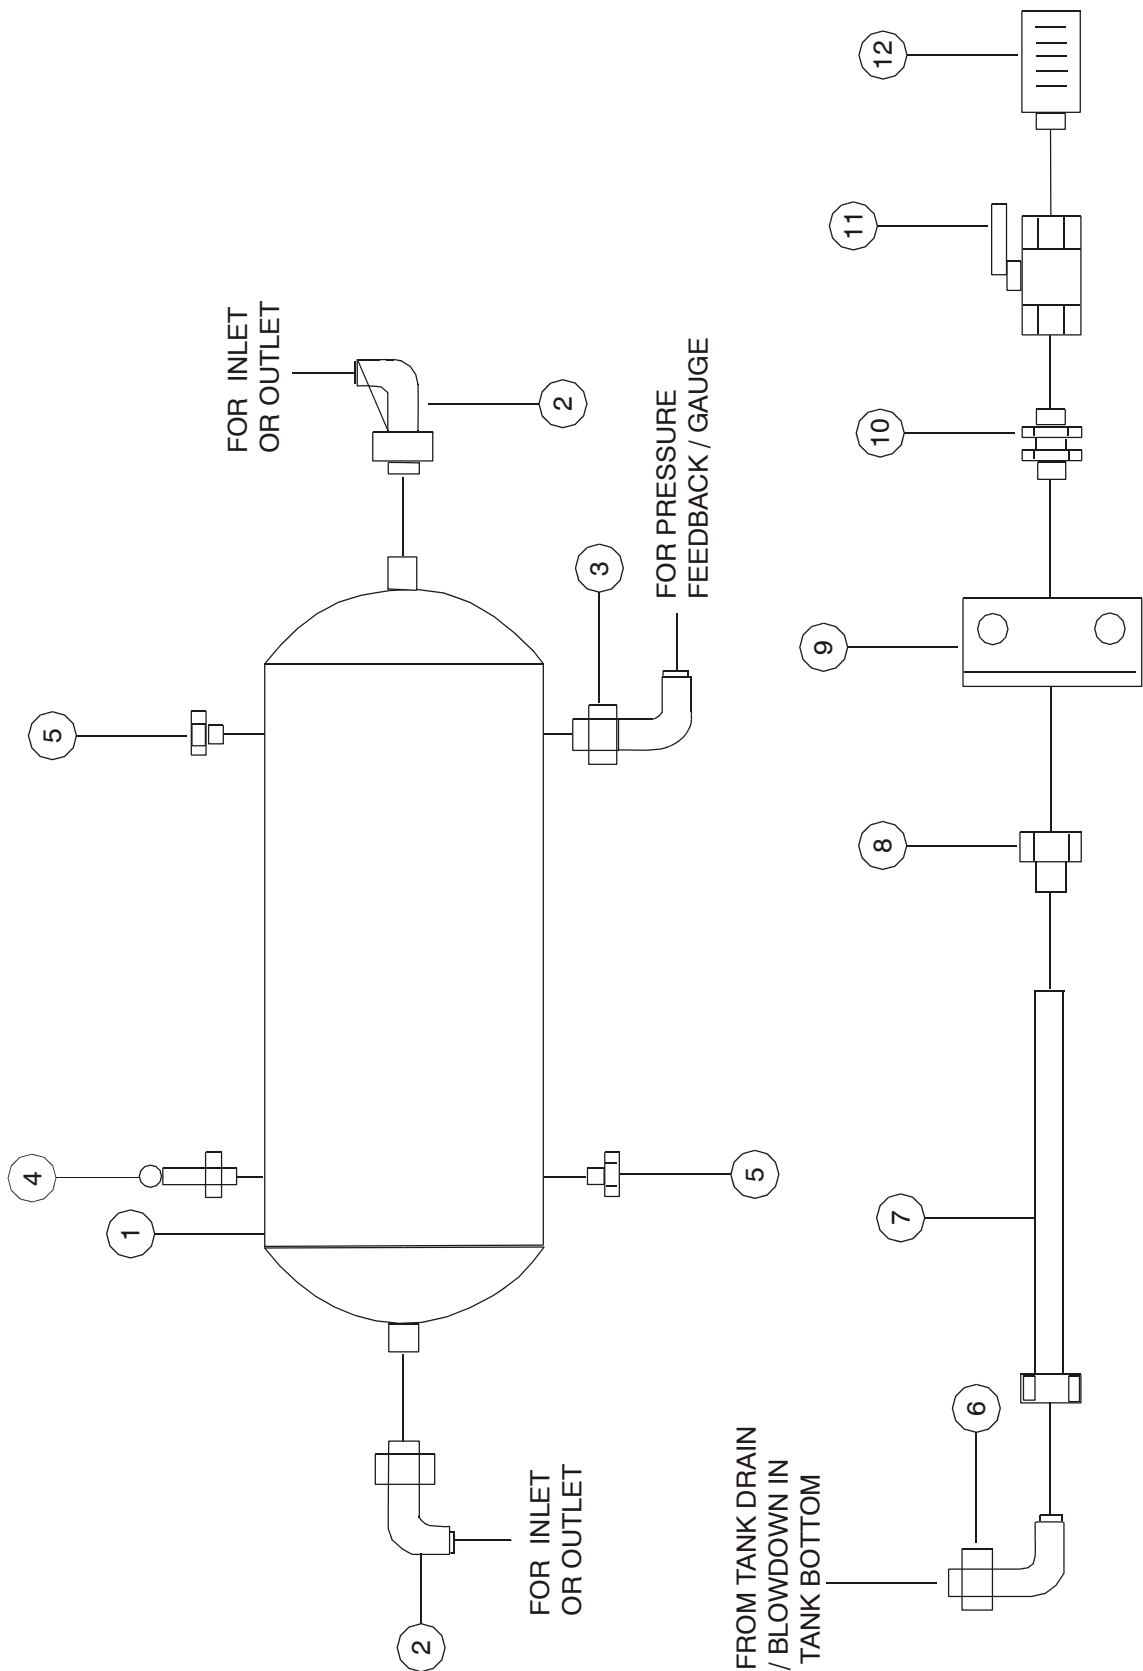 4
5
1
FOR INLET
OR OUTLET
2
FOR INLET
OR OUTLET
2
3
FOR PRESSURE
FEEDBACK / GAUGE
5
FROM TANK DRAIN
/ BLOWDOWN IN
TANK BOTTOM
6
7
8
9
10
11
12